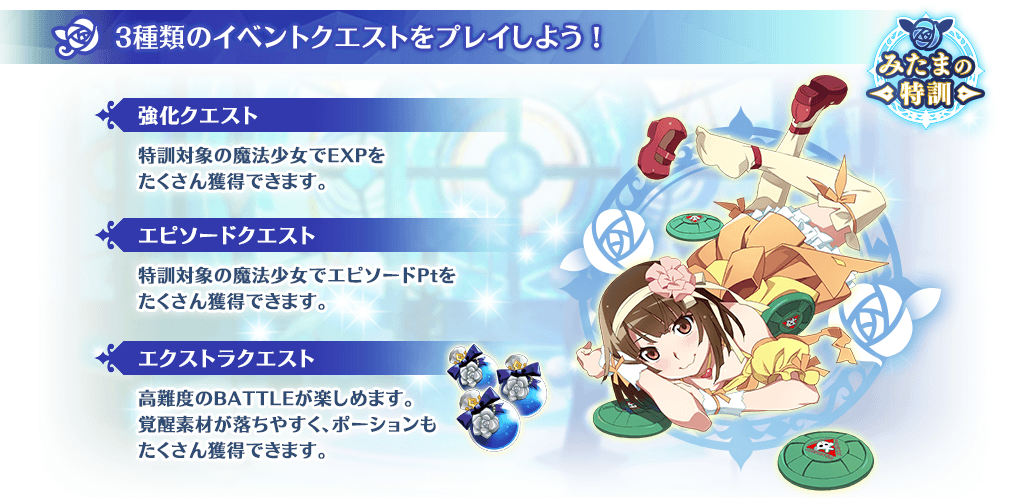 3種類のイベントクエストをプレイしよう！
みたまの
特訓
強化クエスト
特訓対象の魔法少女でEXPを
たくさん獲得できます。
エピソードクエスト
特訓対象の魔法少女でエピソードPtを
たくさん獲得できます。
エクストラクエスト
高難度のBATTLEが楽しめます。
覚醒素材が落ちやすく、ポーションも
たくさん獲得できます。